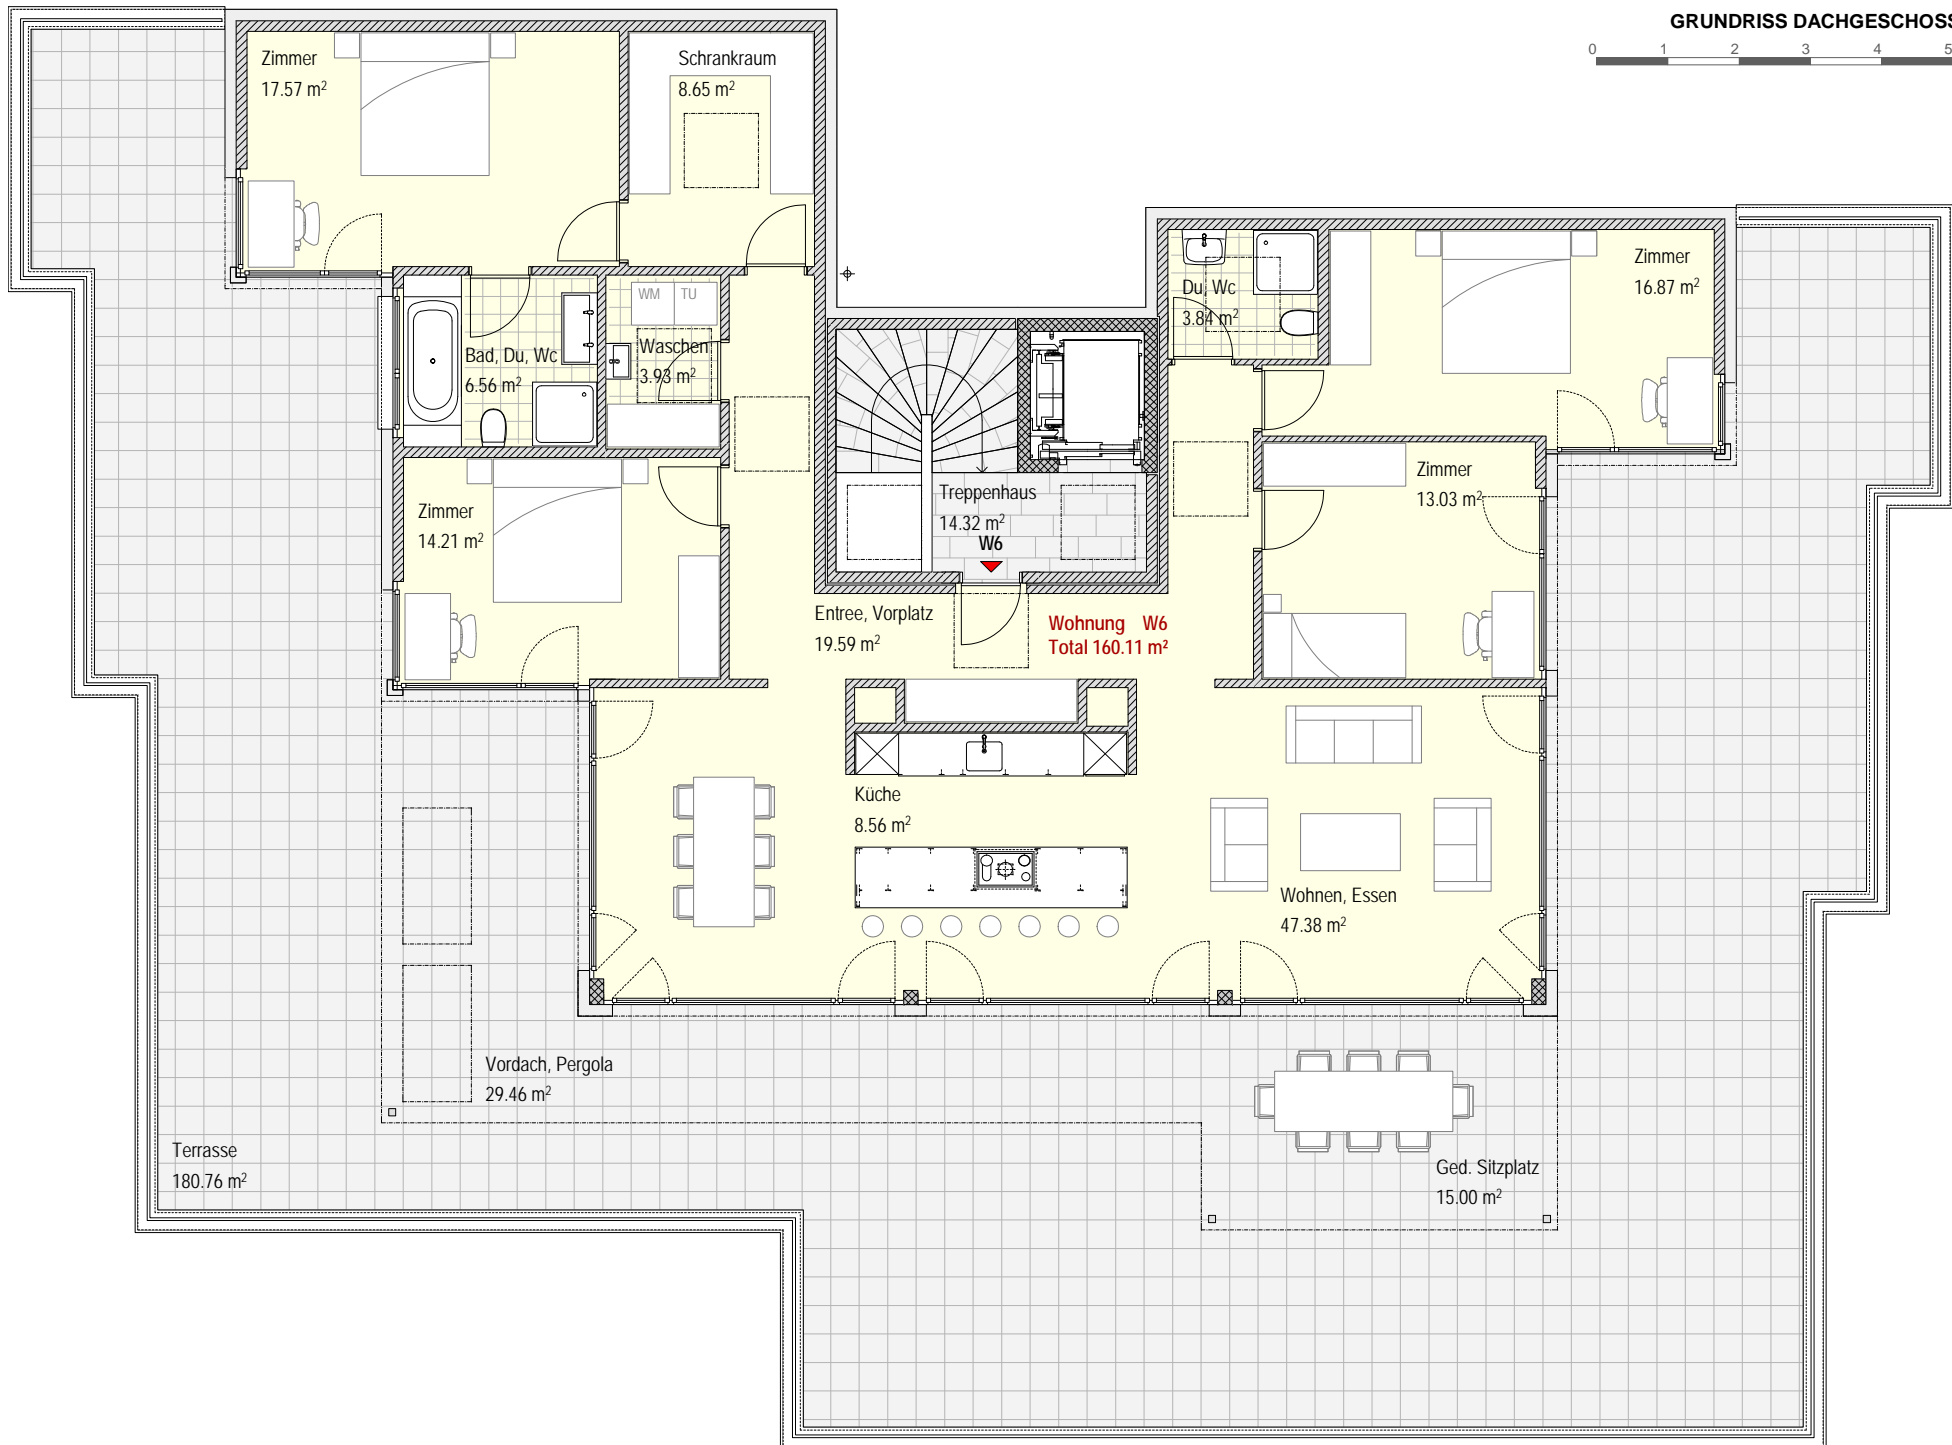 GRUNDRISS DACHGESCHOSS
0 1 2 3 4 5
Zimmer
17.57 m²
Schrankraum
8.65 m²
Zimmer
16.87 m²
Du, Wc
3.84 m²
WM TU
Waschen
3.93 m²
Bad, Du, Wc
6.56 m²
Zimmer
13.03 m²
Treppenhaus
14.32 m²
W6
Zimmer
14.21 m²
Entree, Vorplatz
19.59 m²
Wohnung W6
Total 160.11 m²
Küche
8.56 m²
Wohnen, Essen
47.38 m²
Vordach, Pergola
29.46 m²
Terrasse
180.76 m²
Ged. Sitzplatz
15.00 m²